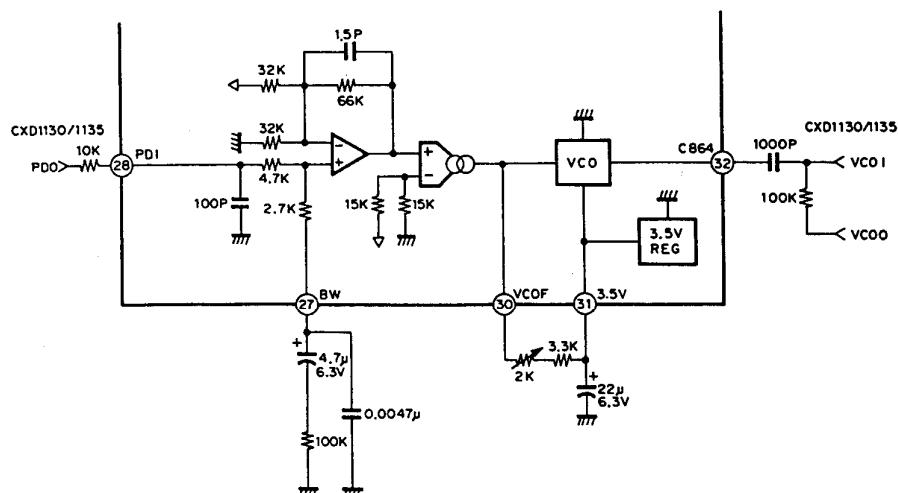 1.5P
32K
66K
CXD1130/1135
32K
C864
CXD1130/1135
10K
PDO
28
PDI
4.7K
VCO
32
1000P
VCOI
100P
2.7K
15K
15K
3.5V
REG
100K
VCOO
BW
27
VCOF
30
3.5V
31
+
4.7μ
6.3V
3.3K
2K
+
22μ
6.3V
0.0047μ
100K